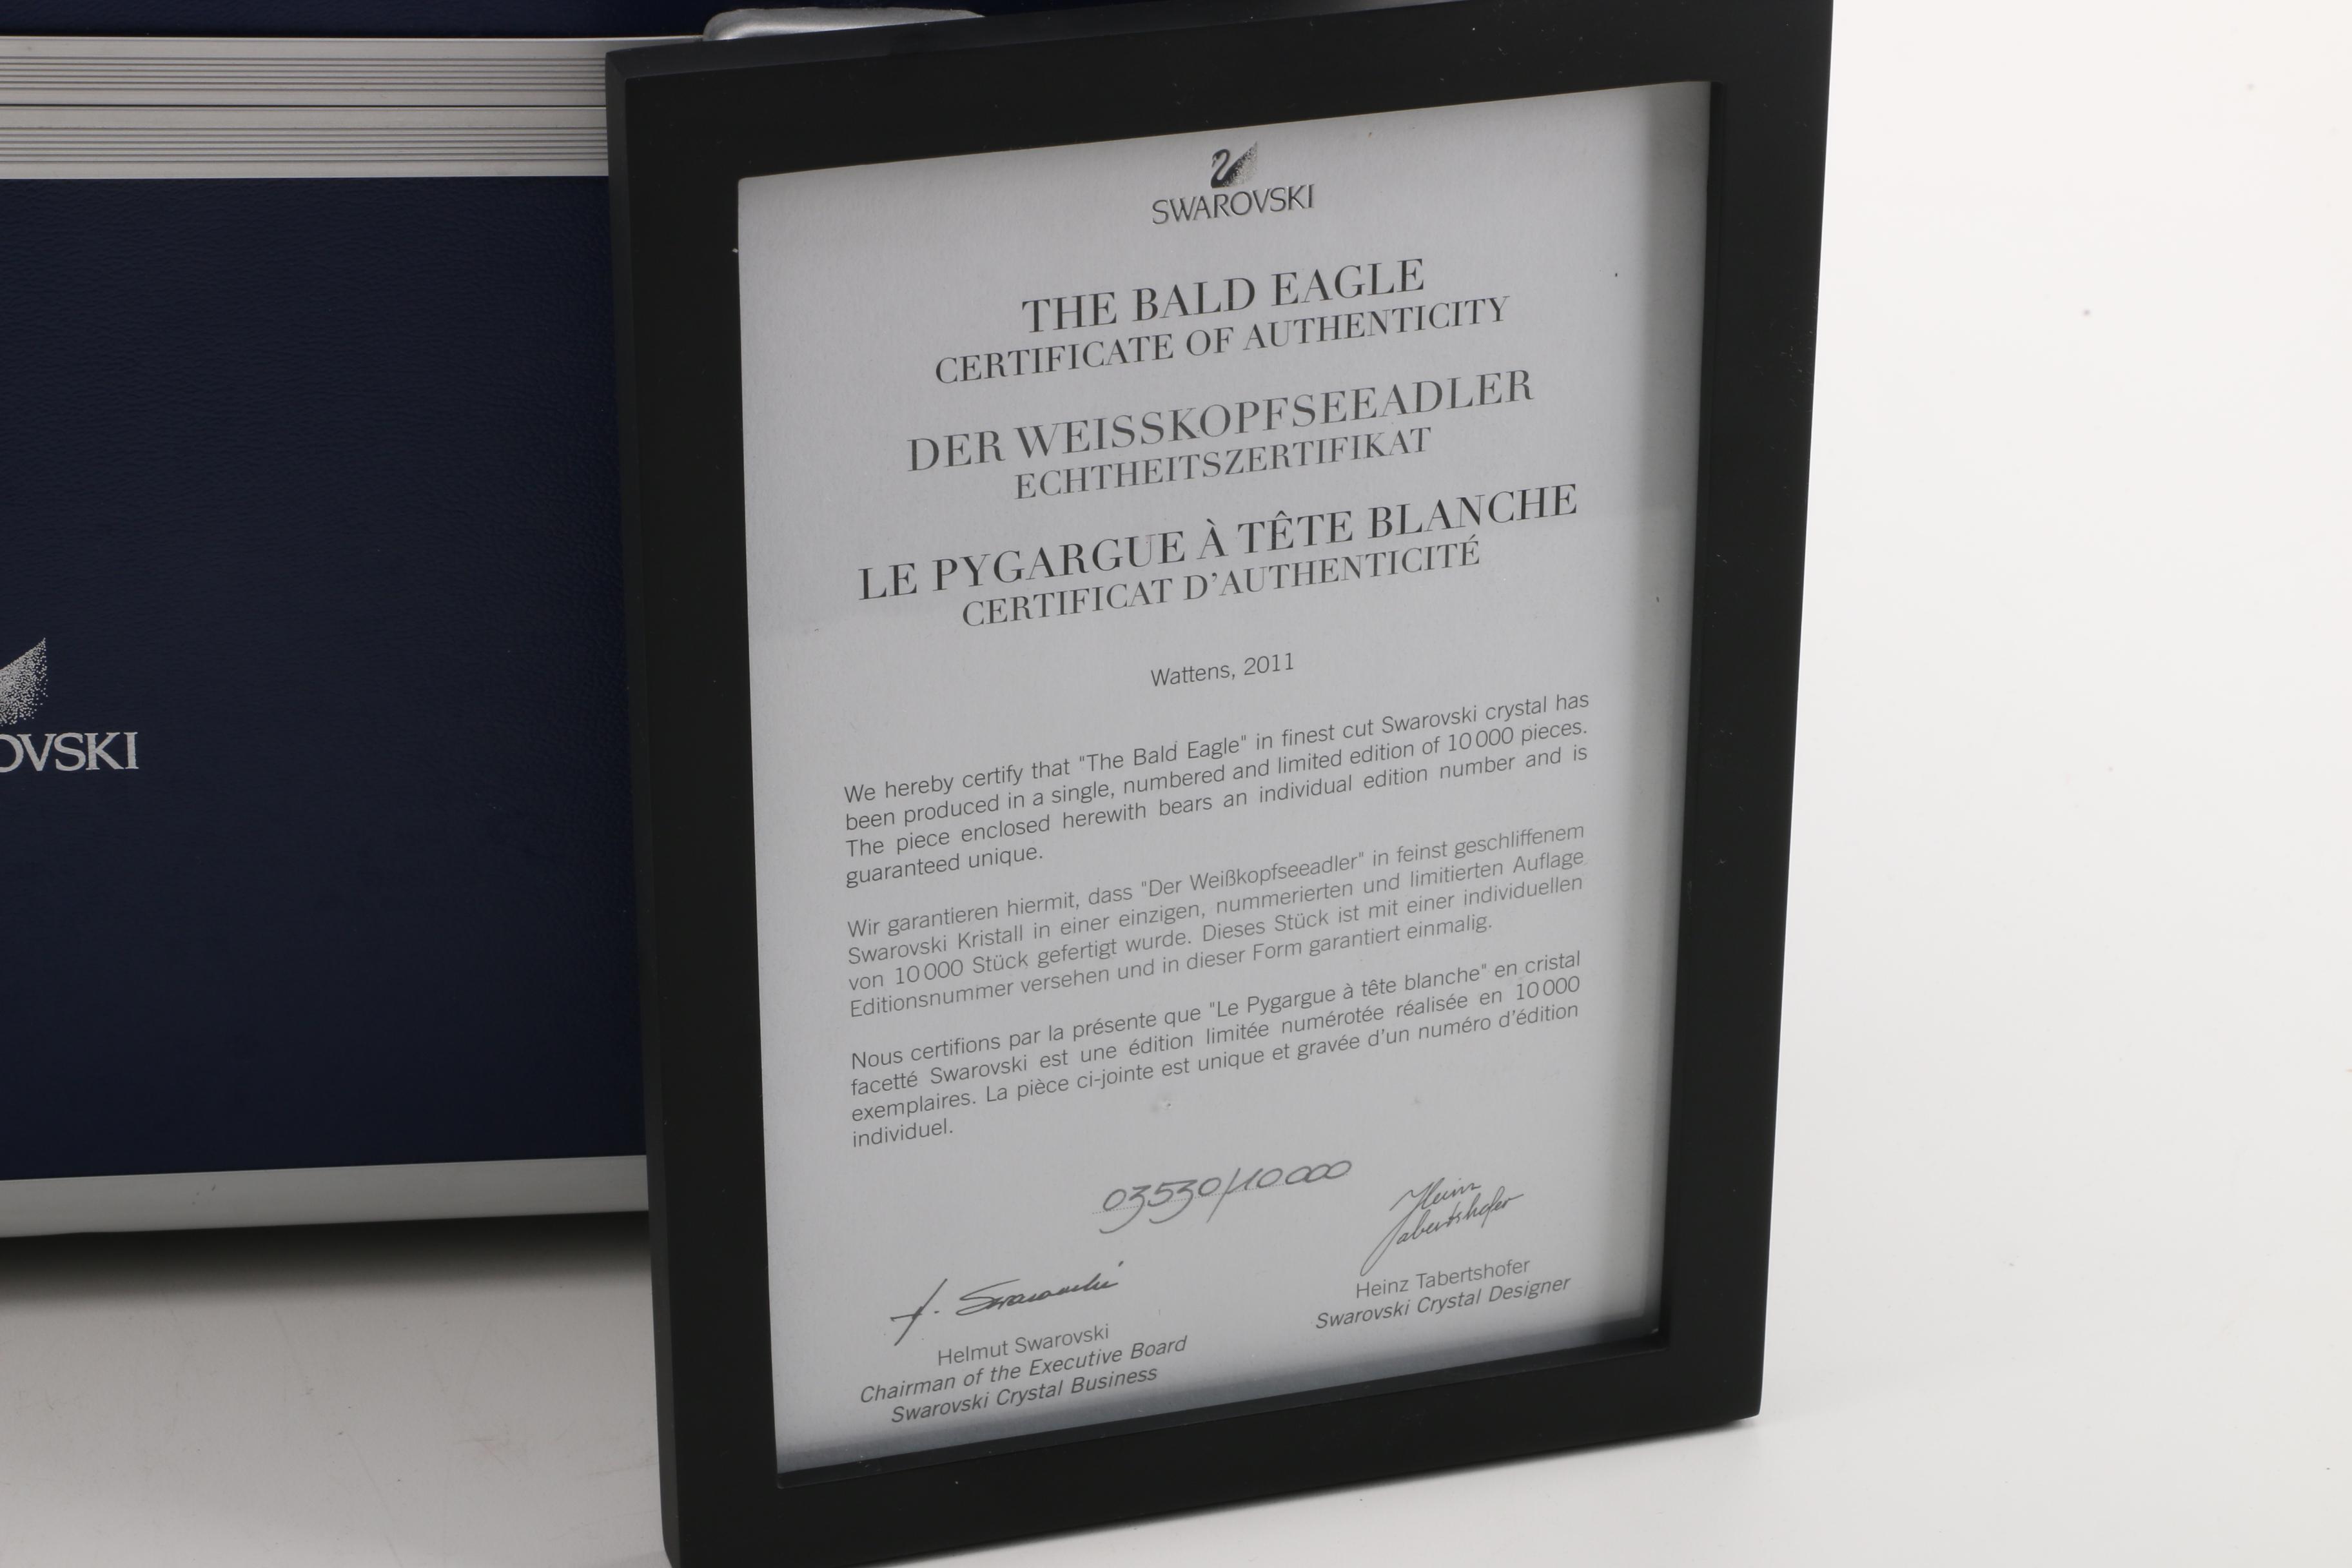 OVSKI
SWAROVSKI
THE BALD EAGLE
CERTIFICATE OF AUTHENTICITY
DER WEISSKOPFSEEADLER
ECHTHEITSZERTIFIKAT
LE PYGARGUE À TÊTE BLANCHE
CERTIFICAT D'AUTHENTICITÉ
Wattens, 2011
We hereby certify that "The Bald Eagle" in finest cut Swarovski crystal has
been produced in a single, numbered and limited edition of 10 000 pieces.
The piece enclosed herewith bears an individual edition number and is
guaranteed unique.
Wir garantieren hiermit, dass "Der Weißkopfseeadler" in feinst geschliffenem
Swarovski Kristall in einer einzigen, nummerierten und limitierten Auflage
von 10 000 Stück gefertigt wurde. Dieses Stück ist mit einer individuellen
Editionsnummer versehen und in dieser Form garantiert einmalig.
Nous certifions par la présente que "Le Pygargue à tête blanche" en cristal
facetté Swarovski est une édition limitée numérotée réalisée en 10 000
exemplaires. La pièce ci-jointe est unique et gravée d'un numéro d'édition
individuel.
03530/10 000
Heinz
Tabertshofer
H. Swarovski
Heinz Tabertshofer
Swarovski Crystal Designer
Helmut Swarovski
Chairman of the Executive Board
Swarovski Crystal Business